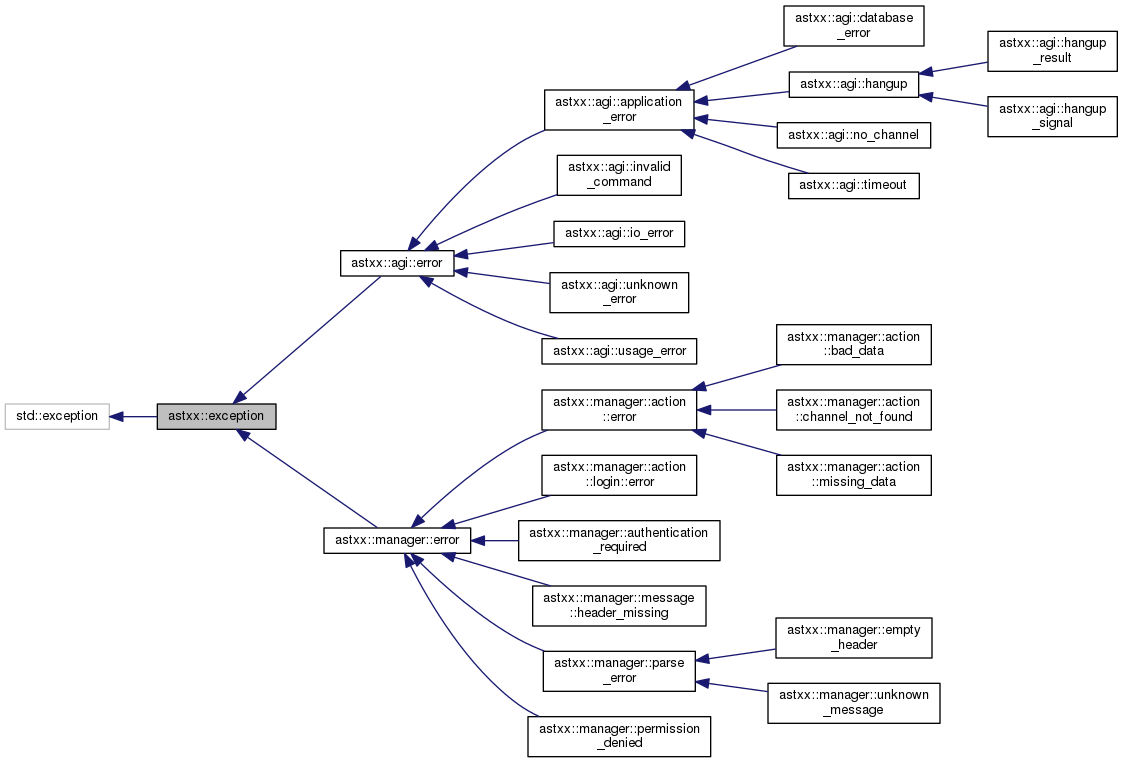 astxx::agi::database
_error
astxx::agi::hangup
_result
astxx::agi::hangup
astxx::agi::application
_error
astxx::agi::hangup
_signal
astxx::agi::no_channel
astxx::agi::timeout
astxx::agi::invalid
_command
astxx::agi::io_error
astxx::agi::error
astxx::agi::unknown
_error
astxx::agi::usage_error
astxx::manager::action
::bad_data
std::exception
astxx::exception
astxx::manager::action
::error
astxx::manager::action
::channel_not_found
astxx::manager::action
::missing_data
astxx::manager::action
::login::error
astxx::manager::error
astxx::manager::authentication
_required
astxx::manager::message
::header_missing
astxx::manager::empty
_header
astxx::manager::parse
_error
astxx::manager::unknown
_message
astxx::manager::permission
_denied